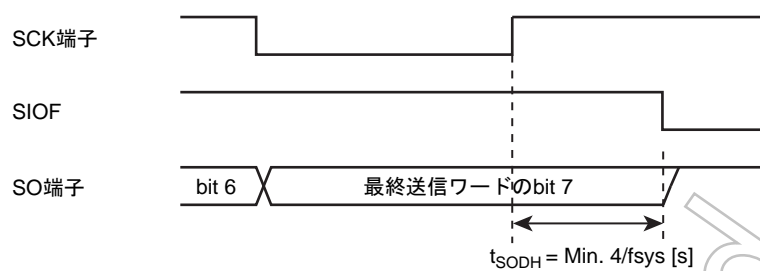 SCK端子
SIOF
SO端子
bit 6
最終送信ワードのbit 7
tSODH = Min. 4/fsys [s]